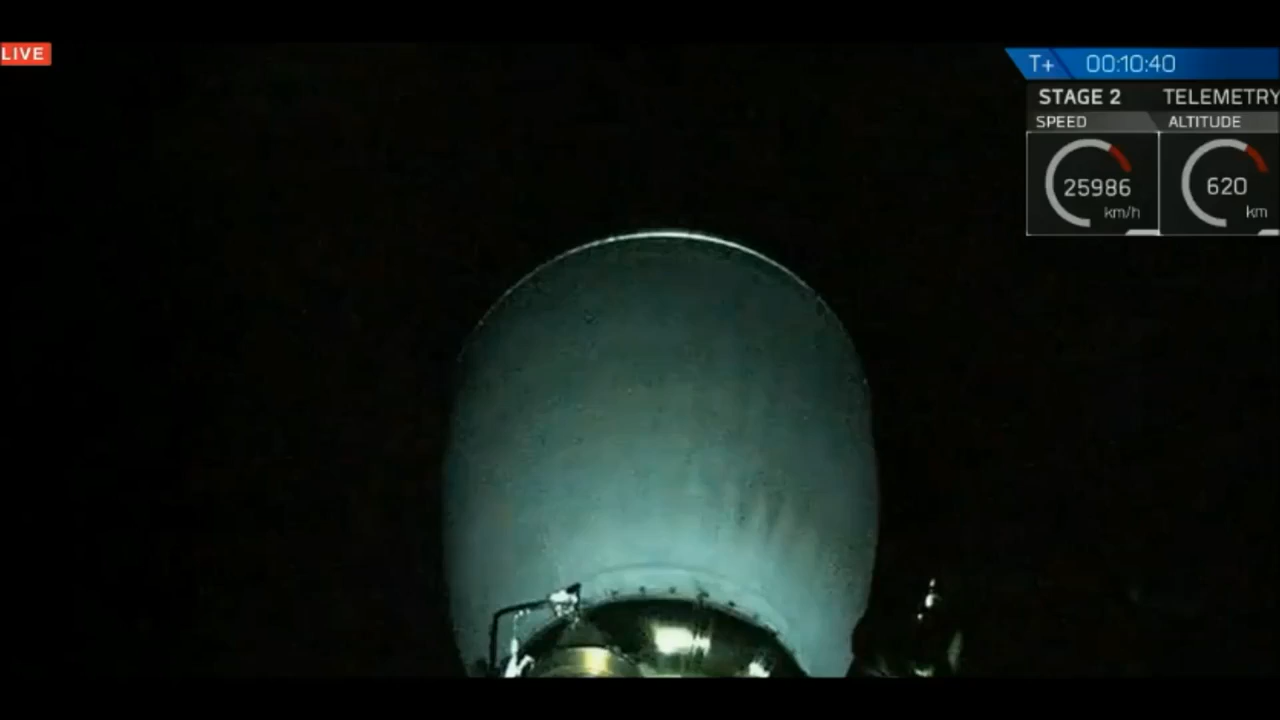 LIVE
T+ 00:10:40
STAGE 2 TELEMETRY
SPEED ALTITUDE
25986 620
km/h km